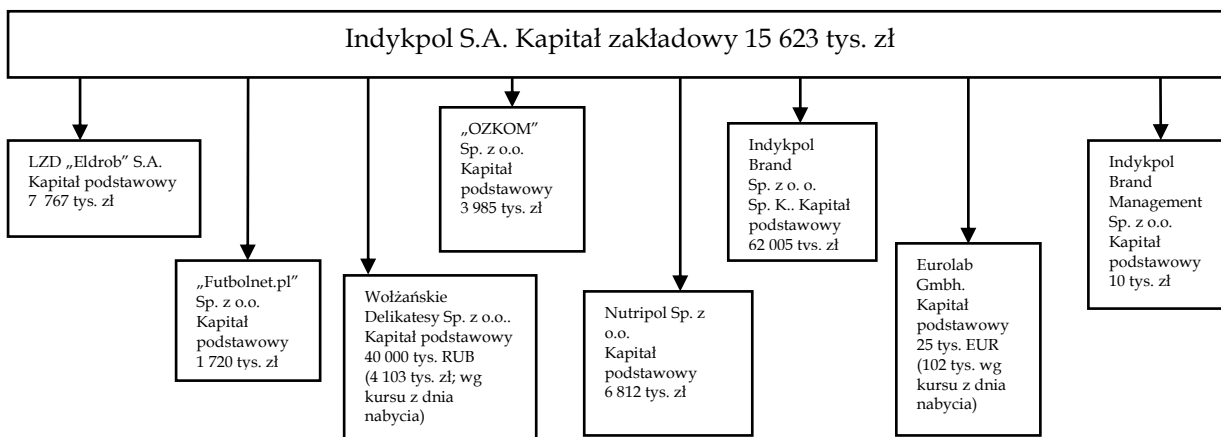 Indykpol S.A. Kapitał zakładowy 15 623 tys. zł
LZD „Eldrob” S.A.
Kapitał podstawowy
7 767 tys. zł
„Futbolnet.pl”
Sp. z o.o.
Kapitał
podstawowy
1 720 tys. zł
Wołżańskie
Delikatesy Sp. z o.o..
Kapitał podstawowy
40 000 tys. RUB
(4 103 tys. zł; wg
kursu z dnia
nabycia)
„OZKOM”
Sp. z o.o.
Kapitał
podstawowy
3 985 tys. zł
Nutripol Sp. z
o.o.
Kapitał
podstawowy
6 812 tys. zł
Indykpol
Brand
Sp. z o. o.
Sp. K.. Kapitał
podstawowy
62 005 tys. zł
Eurolab
Gmbh.
Kapitał
podstawowy
25 tys. EUR
(102 tys. wg
kursu z dnia
nabycia)
Indykpol
Brand
Management
Sp. z o.o.
Kapitał
podstawowy
10 tys. zł